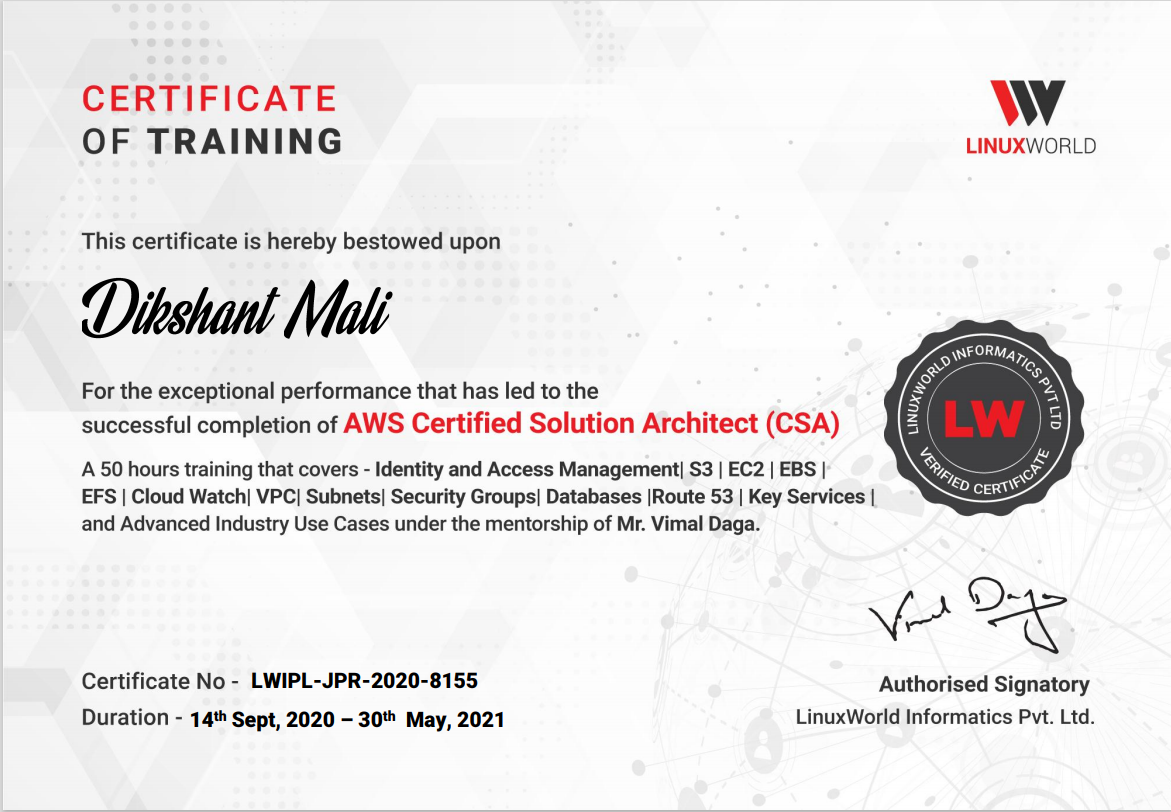 CERTIFICATE
OF TRAINING
LINUXWORLD
This certificate is hereby bestowed upon
Dikshant Mali
For the exceptional performance that has led to the
successful completion of AWS Certified Solution Architect (CSA)
A 50 hours training that covers - Identity and Access Management| S3 | EC2 | EBS |
EFS | Cloud Watch| VPC| Subnets| Security Groups| Databases |Route 53 | Key Services |
and Advanced Industry Use Cases under the mentorship of Mr. Vimal Daga.
LINUXWORLD INFORMATICS PVT LTD
LW
VERIFIED CERTIFICATE
Vimal Daga
Certificate No - LWIPL-JPR-2020-8155
Duration - 14th Sept, 2020 – 30th May, 2021
Authorised Signatory
LinuxWorld Informatics Pvt. Ltd.